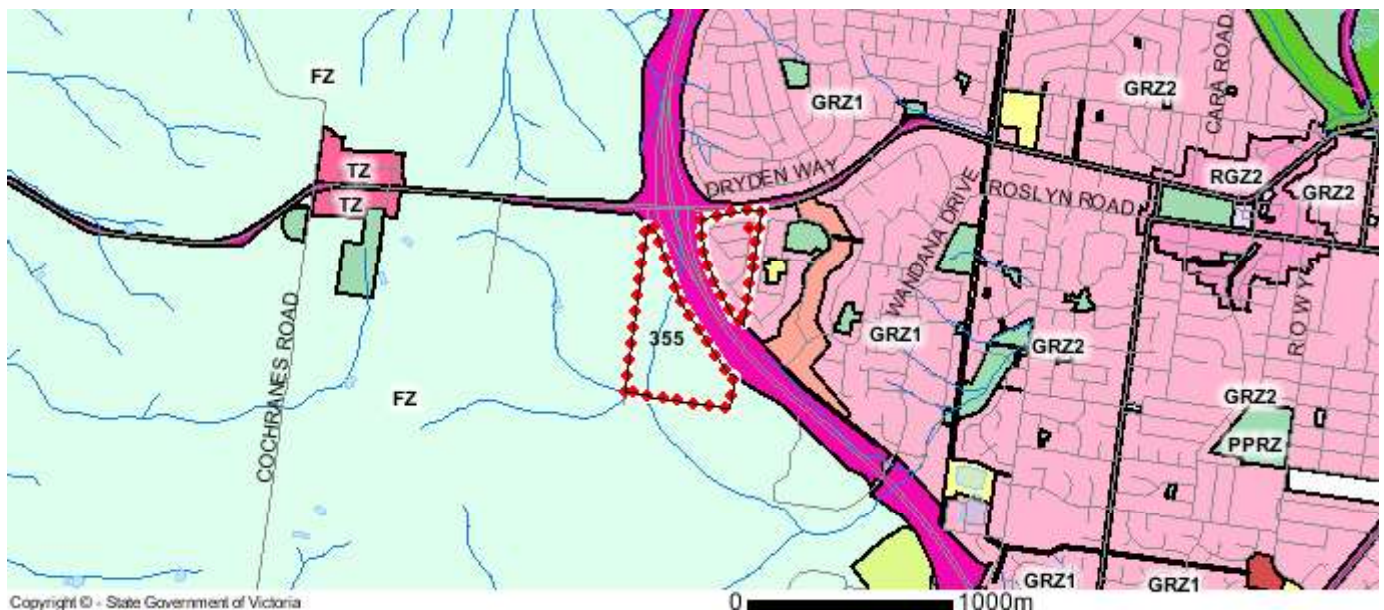 FZ
TZ
TZ
COCHRANES ROAD
FZ
355
GRZ1
DRYDEN WAY
WANDANA DRIVE
ROSLYN ROAD
GRZ1
GRZ2
CARA ROAD
RGZ2
GRZ2
GRZ2
ROWY
GRZ2
PPRZ
GRZ1
GRZ1
Copyright © - State Government of Victoria
0
1000m